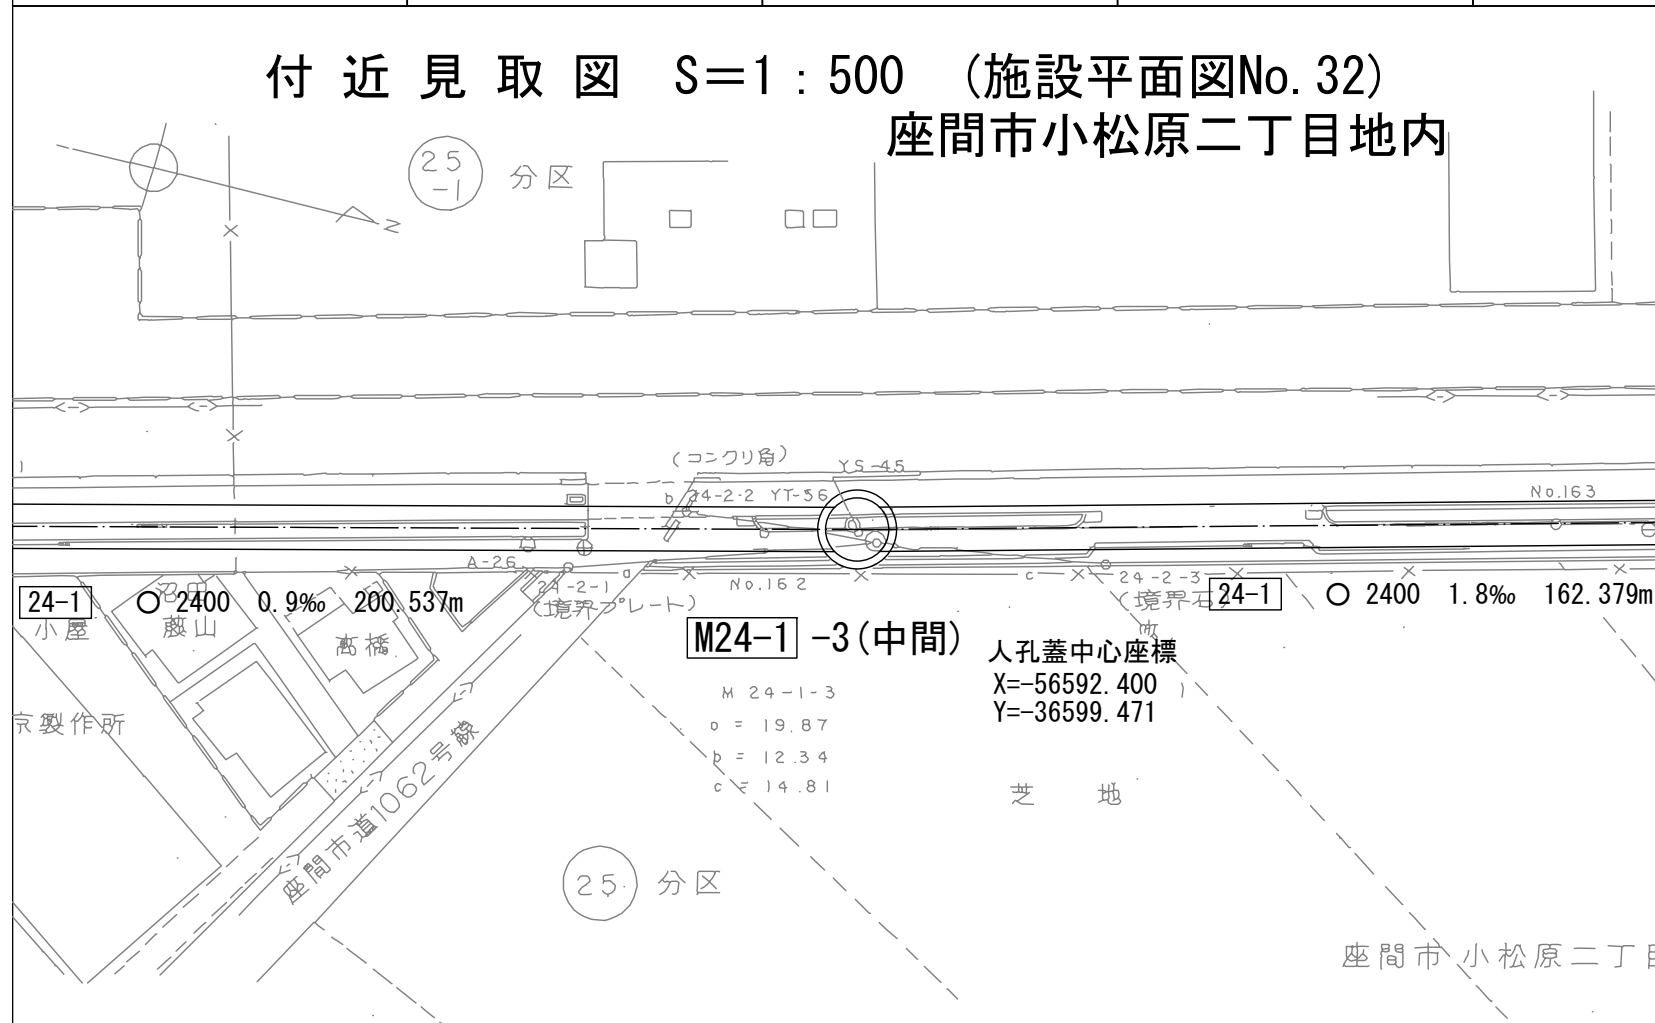 付近見取図 S=1:500 (施設平面図No.32)
座間市小松原二丁目地内
25
-1
分区
N
(コンクリ角)
YS-45
b 24-2-2 YT-56
No.163
A-26
24-2-1
a
(境界プレート)
No.162
c
24-2-3
(境界石)
24-1 ○ 2400 0.9‰ 200.537m
24-1 ○ 2400 1.8‰ 162.379m
小屋
高橋
M24-1 -3(中間)
人孔蓋中心座標
X=-56592.400
Y=-36599.471
M 24-1-3
a = 19.87
b = 12.34
c = 14.81
京製作所
座間市道1062号線
芝地
25
分区
座間市小松原二丁目